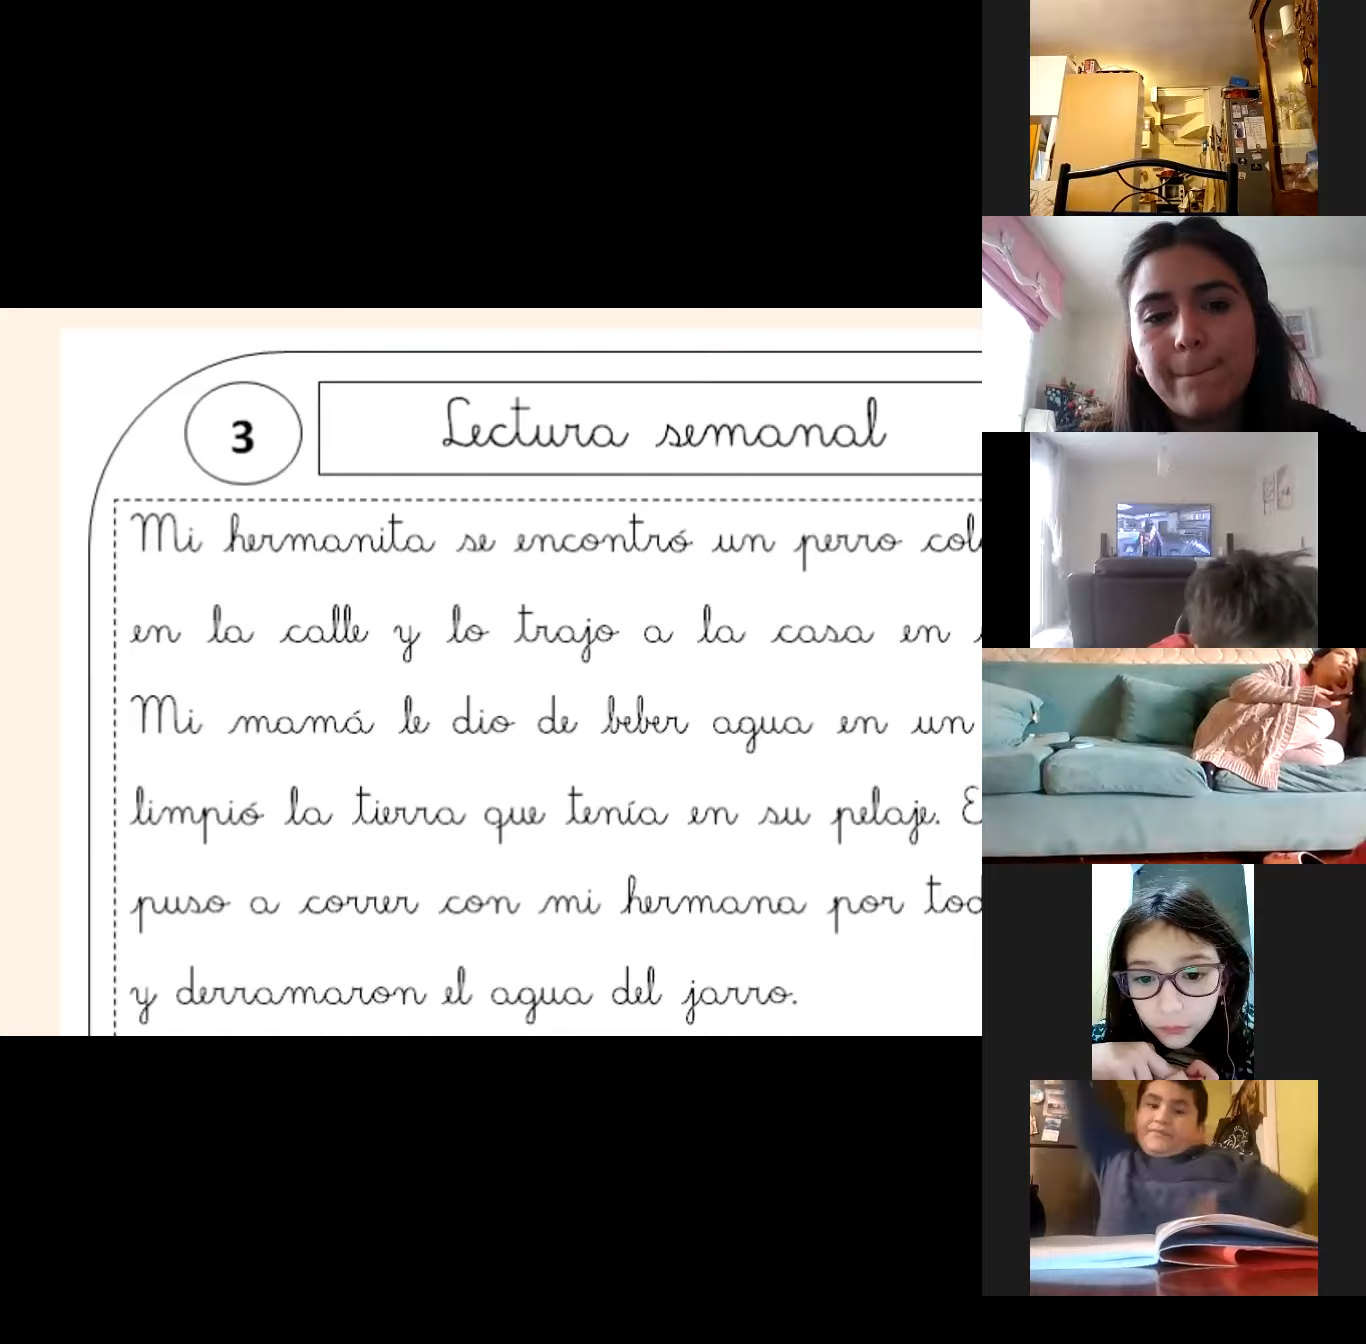 3
Lectura semanal
Mi hermanita se encontró un perro
en la calle y lo trajo a la casa en
Mi mamá le dio de beber agua en un
limpió la tierra que tenía en su pelaje.
puso a correr con mi hermana por
y derramaron el agua del jarro.